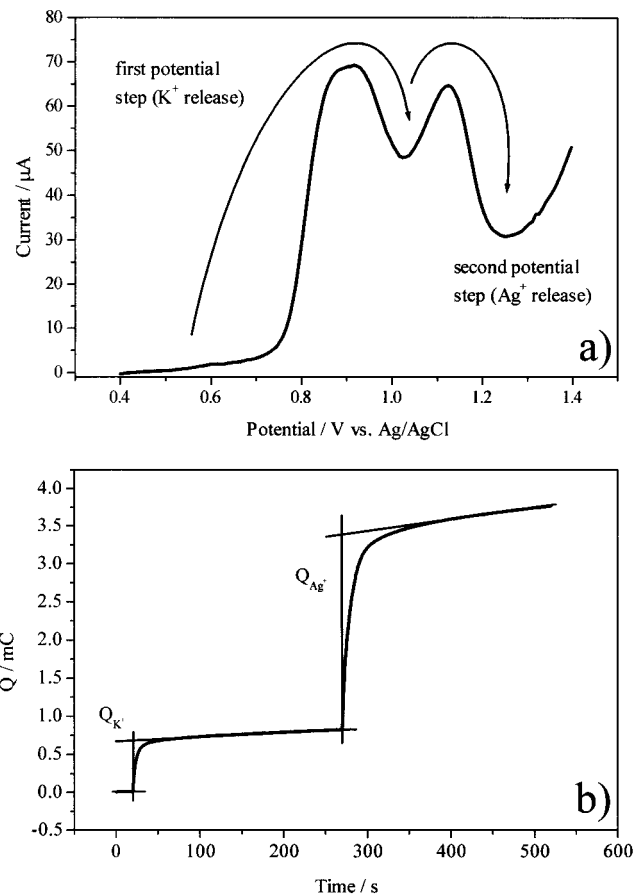 80
70
60
50
40
30
20
10
0
Current / μA
first potential
step (K⁺ release)
second potential
step (Ag⁺ release)
a)
0.4 0.6 0.8 1.0 1.2 1.4
Potential / V vs. Ag/AgCl
4.0
3.5
3.0
2.5
2.0
1.5
1.0
0.5
0.0
-0.5
Q / mC
Q_Ag⁺
Q_K⁺
b)
0 100 200 300 400 500 600
Time / s